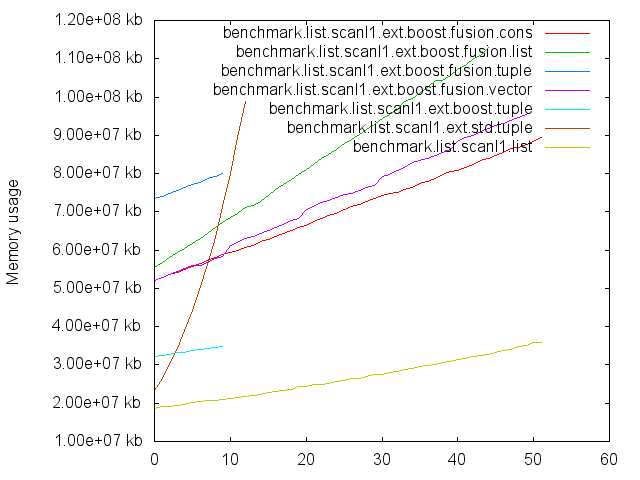 1.20e+08 kb
1.10e+08 kb
1.00e+08 kb
9.00e+07 kb
8.00e+07 kb
7.00e+07 kb
6.00e+07 kb
5.00e+07 kb
4.00e+07 kb
3.00e+07 kb
2.00e+07 kb
1.00e+07 kb
Memory usage
benchmark.list.scanl1.ext.boost.fusion.cons
benchmark.list.scanl1.ext.boost.fusion.list
benchmark.list.scanl1.ext.boost.fusion.tuple
benchmark.list.scanl1.ext.boost.fusion.vector
benchmark.list.scanl1.ext.boost.tuple
benchmark.list.scanl1.ext.std.tuple
benchmark.list.scanl1.list
0 10 20 30 40 50 60